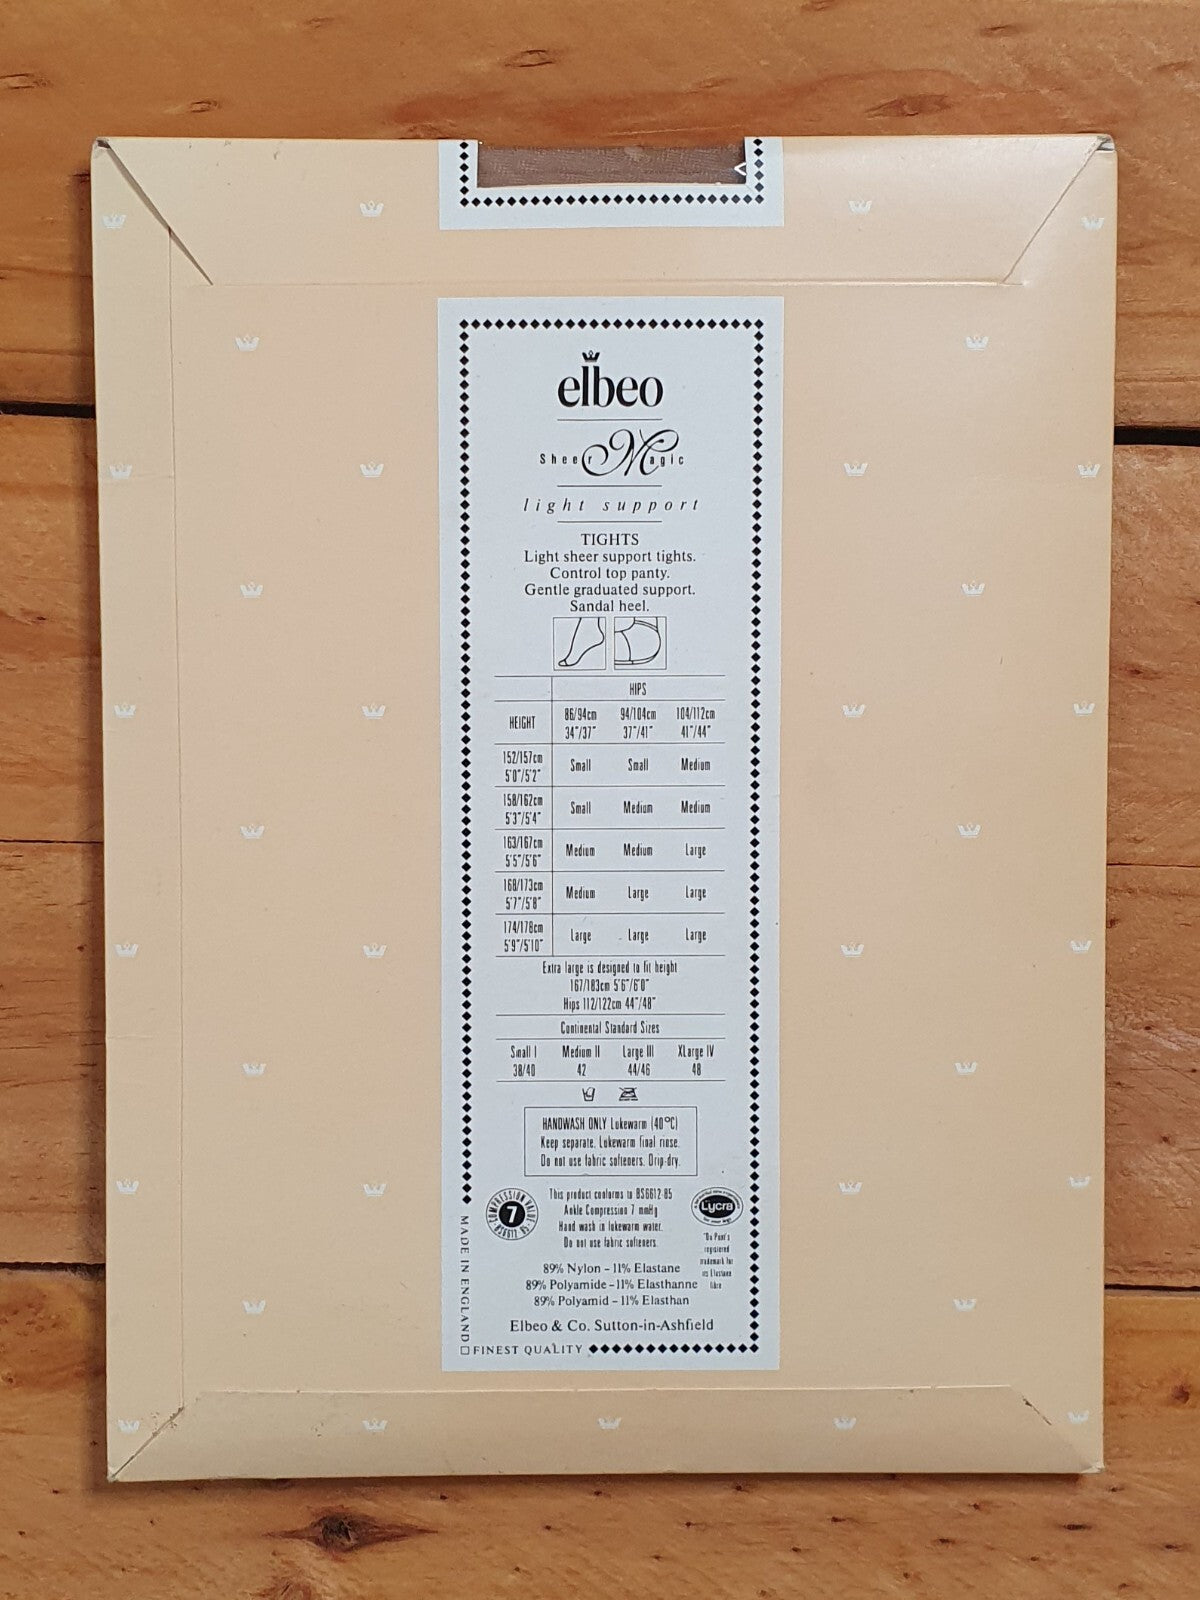 elbeo
Sheer Magic
light support
TIGHTS
Light sheer support tights.
Control top panty.
Gentle graduated support.
Sandal heel.
HIPS
HEIGHT 86/94cm 94/104cm 104/112cm
34"/37" 37"/41" 41"/44"
152/157cm
5'0"/5'2" Small Small Medium
158/162cm
5'3"/5'4" Small Medium Medium
163/167cm
5'5"/5'6" Medium Medium Large
168/173cm
5'7"/5'8" Medium Large Large
174/178cm
5'9"/5'10" Large Large Large
Extra large is designed to fit height
167/183cm 5'6"/6'0"
Hips 112/122cm 44"/48"
Continental Standard Sizes
Small I Medium II Large III XLarge IV
38/40 42 44/46 48
HANDWASH ONLY Lukewarm (40°C)
Keep separate. Lukewarm final rinse.
Do not use fabric softeners. Drip-dry.
COMPRESSION VALUE
7
BS6612 85
This product conforms to BS6612-85
Ankle Compression 7 mmHg
Hand wash in lukewarm water.
Do not use fabric softeners.
Lycra
"Du Pont's
registered
trademark for
its Elastane
fibre
89% Nylon - 11% Elastane
89% Polyamide - 11% Elasthanne
89% Polyamid - 11% Elasthan
Elbeo & Co. Sutton-in-Ashfield
MADE IN ENGLAND
FINEST QUALITY